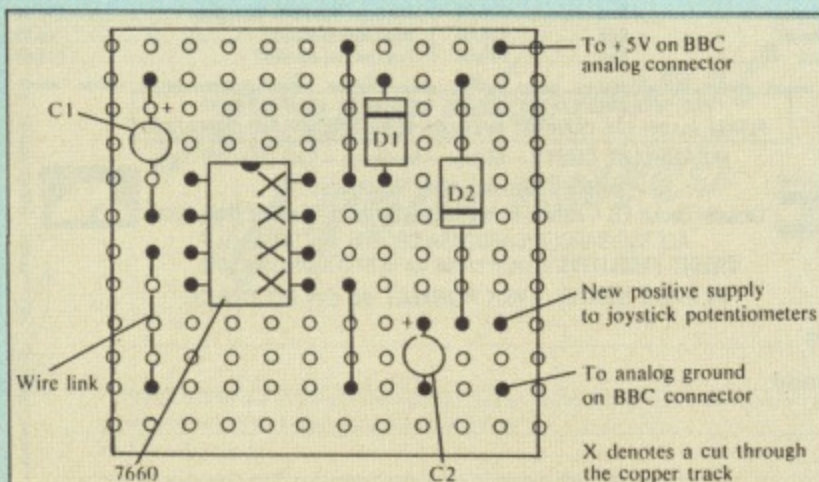 To +5V on BBC
analog connector
C1
+
D1
D2
New positive supply
to joystick potentiometers
+
Wire link
To analog ground
on BBC connector
7660
C2
X denotes a cut through
the copper track